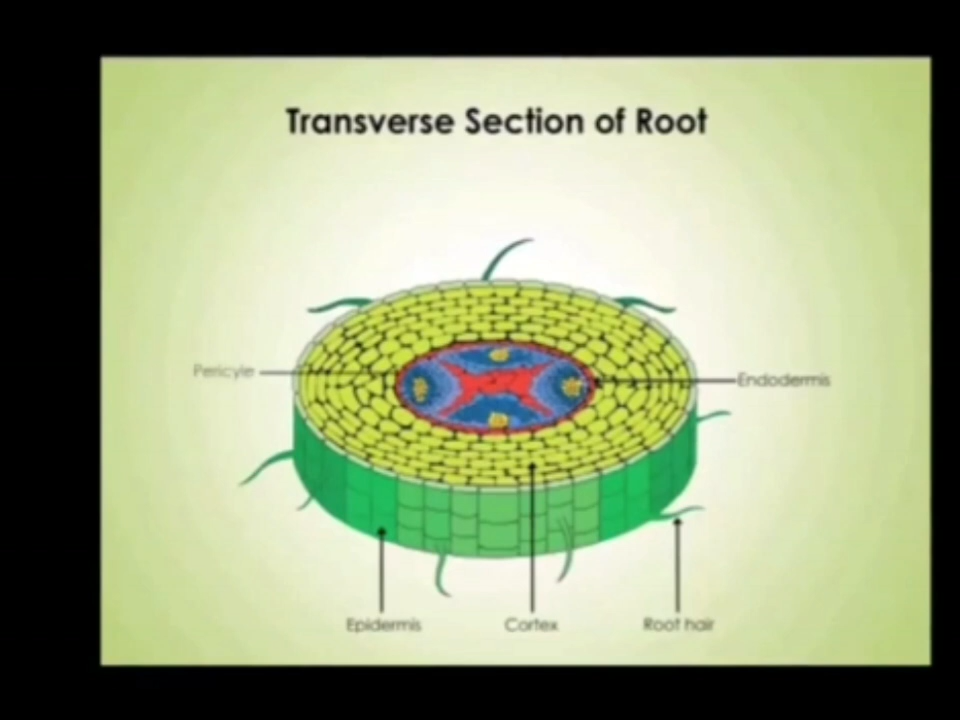 Transverse Section of Root
Pericyle
Endodermis
Epidermis
Cortex
Root hair